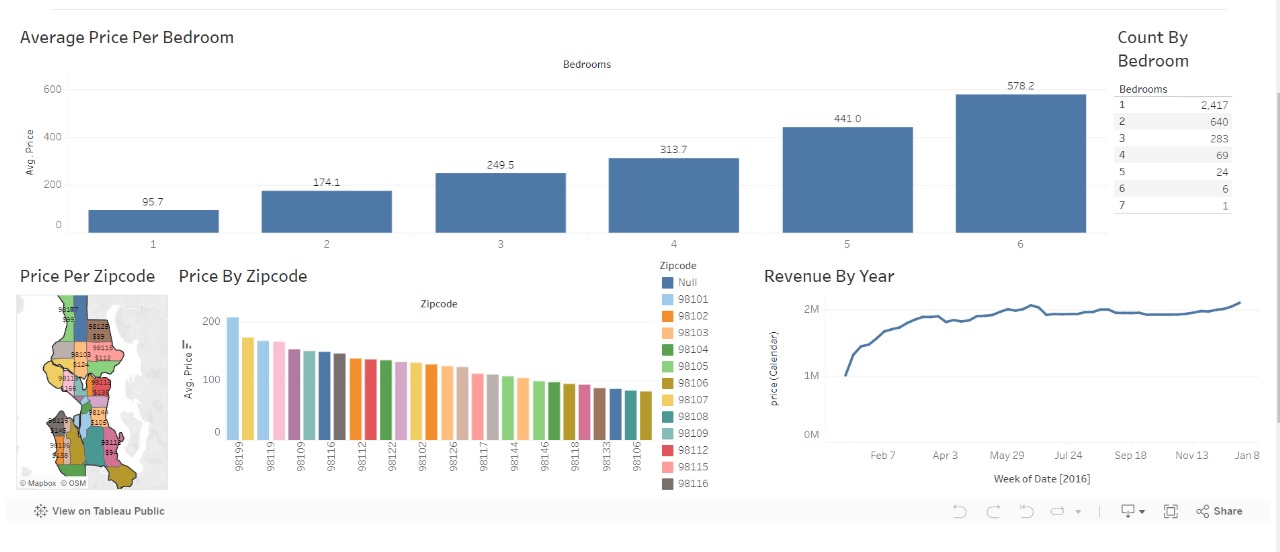 Average Price Per Bedroom
Bedrooms
Avg. Price
600
400
200
0
95.7
174.1
249.5
313.7
441.0
578.2
1
2
3
4
5
6
Count By
Bedroom
Bedrooms
1 2,417
2 640
3 283
4 69
5 24
6 6
7 1
Price Per Zipcode
98125
$89
$112
98103
$124
© Mapbox © OSM
Price By Zipcode
Zipcode
Avg. Price
200
100
0
98199
98119
98109
98116
98112
98122
98102
98126
98117
98144
98146
98118
98133
98106
Zipcode
Null
98101
98102
98103
98104
98105
98106
98107
98108
98109
98112
98115
98116
Revenue By Year
price (Calendar)
2M
1M
0M
Feb 7
Apr 3
May 29
Jul 24
Sep 18
Nov 13
Jan 8
Week of Date [2016]
View on Tableau Public
Share